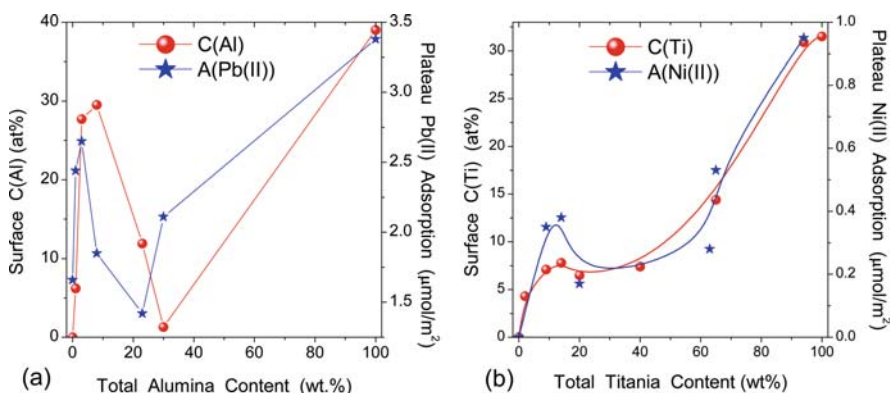 40
30
20
10
0
Surface C(Al) (at%)
C(Al)
A(Pb(II))
3.5
3.0
2.5
2.0
1.5
Plateau Pb(II) Adsorption (μmol/m²)
0 20 40 60 80 100
(a) Total Alumina Content (wt.%)
30
25
20
15
10
5
0
Surface C(Ti) (at%)
C(Ti)
A(Ni(II))
1.0
0.8
0.6
0.4
0.2
0.0
Plateau Ni(II) Adsorption (μmol/m²)
0 20 40 60 80 100
(b) Total Titania Content (wt%)